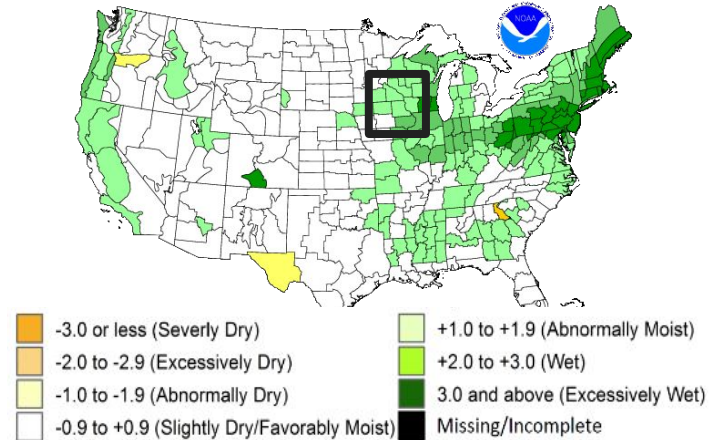 NOAA
-3.0 or less (Severly Dry)
-2.0 to -2.9 (Excessively Dry)
-1.0 to -1.9 (Abnormally Dry)
-0.9 to +0.9 (Slightly Dry/Favorably Moist)
+1.0 to +1.9 (Abnormally Moist)
+2.0 to +3.0 (Wet)
3.0 and above (Excessively Wet)
Missing/Incomplete